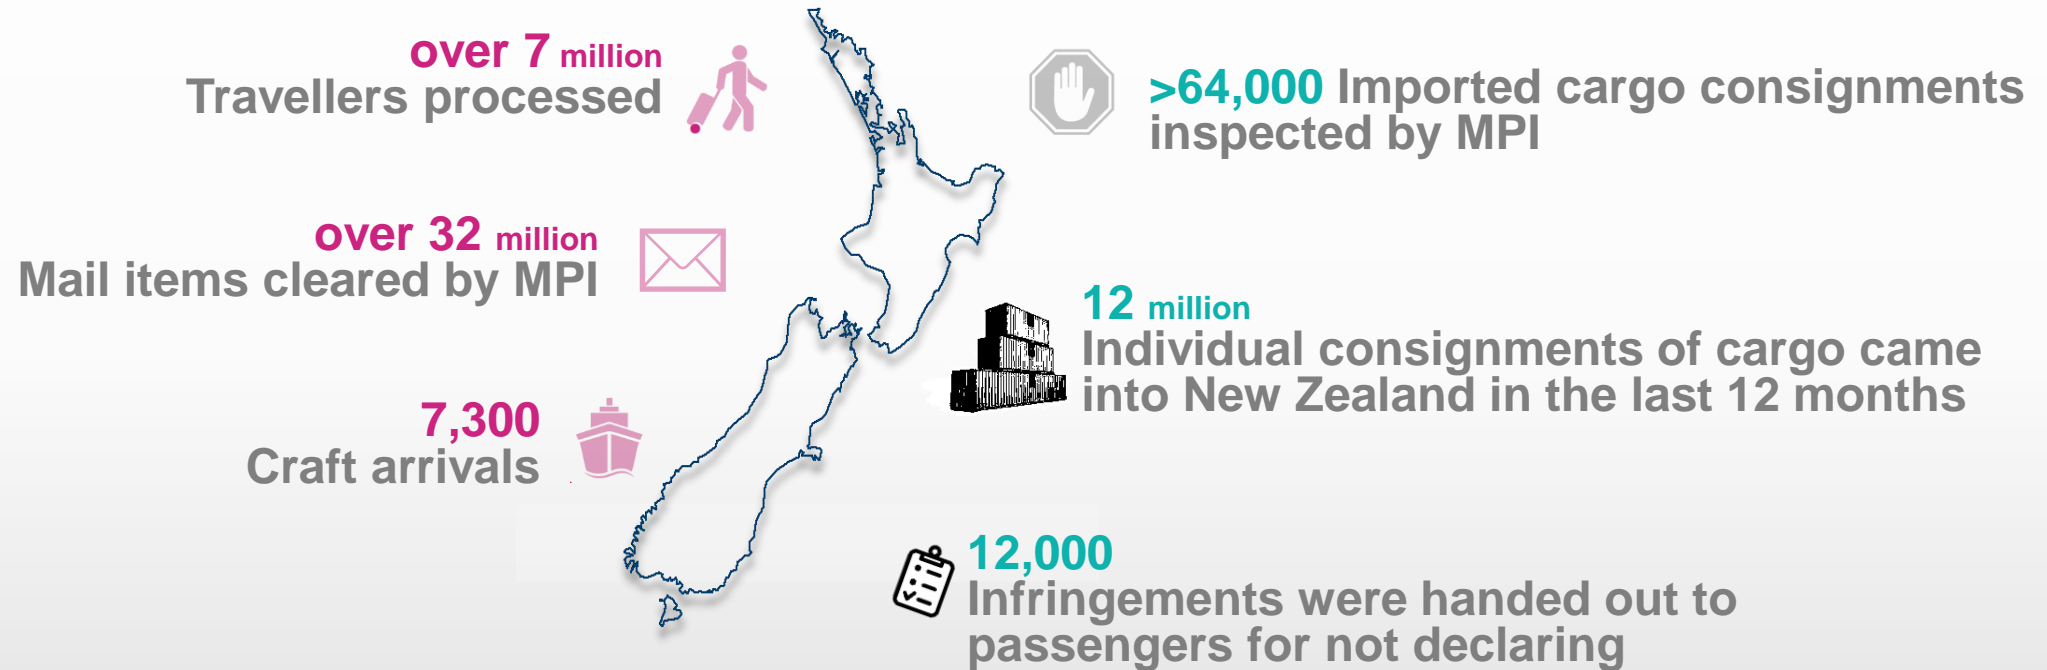 over 7 million
Travellers processed
over 32 million
Mail items cleared by MPI
7,300
Craft arrivals
>64,000 Imported cargo consignments
inspected by MPI
12 million
Individual consignments of cargo came
into New Zealand in the last 12 months
12,000
Infringements were handed out to
passengers for not declaring